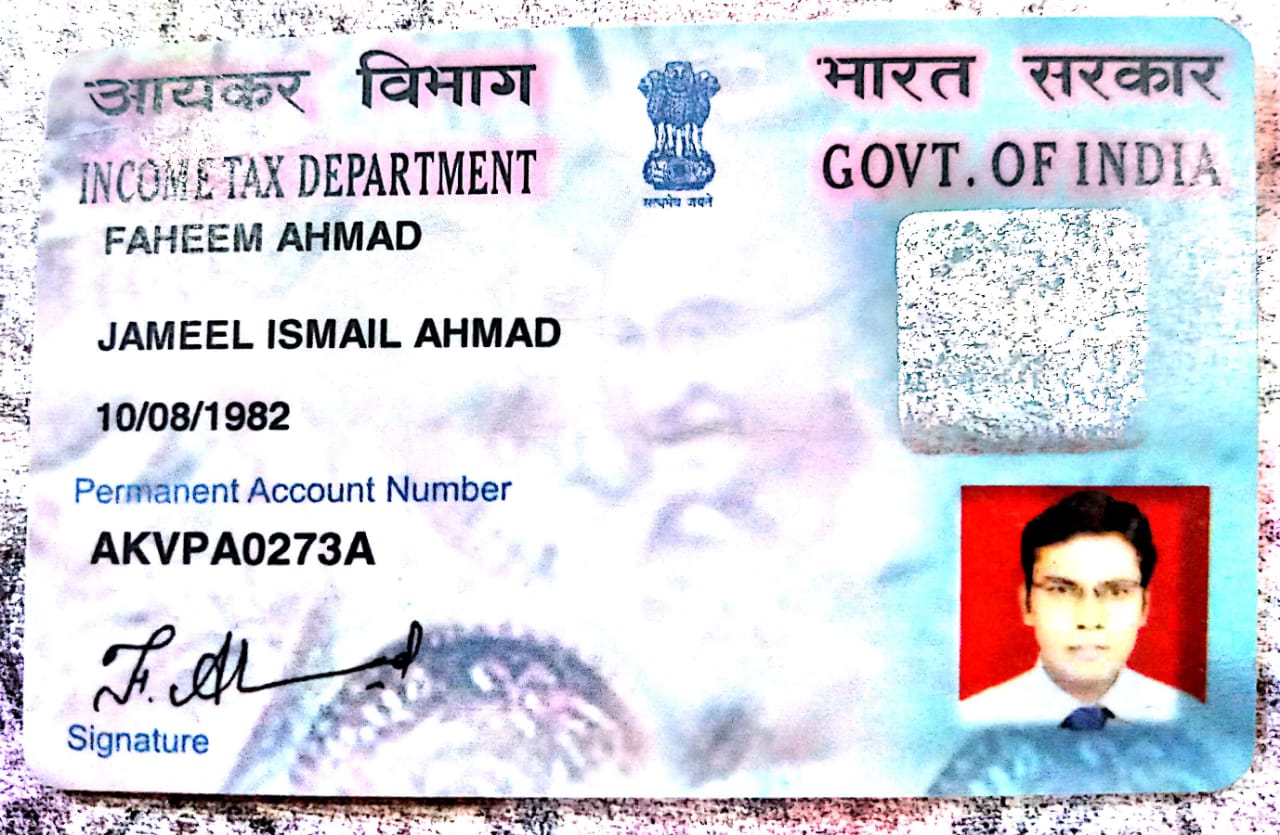 आयकर विभाग
भारत सरकार
INCOME TAX DEPARTMENT
GOVT. OF INDIA
सत्यमेव जयते
FAHEEM AHMAD
JAMEEL ISMAIL AHMAD
10/08/1982
Permanent Account Number
AKVPA0273A
F. Ahmad
Signature